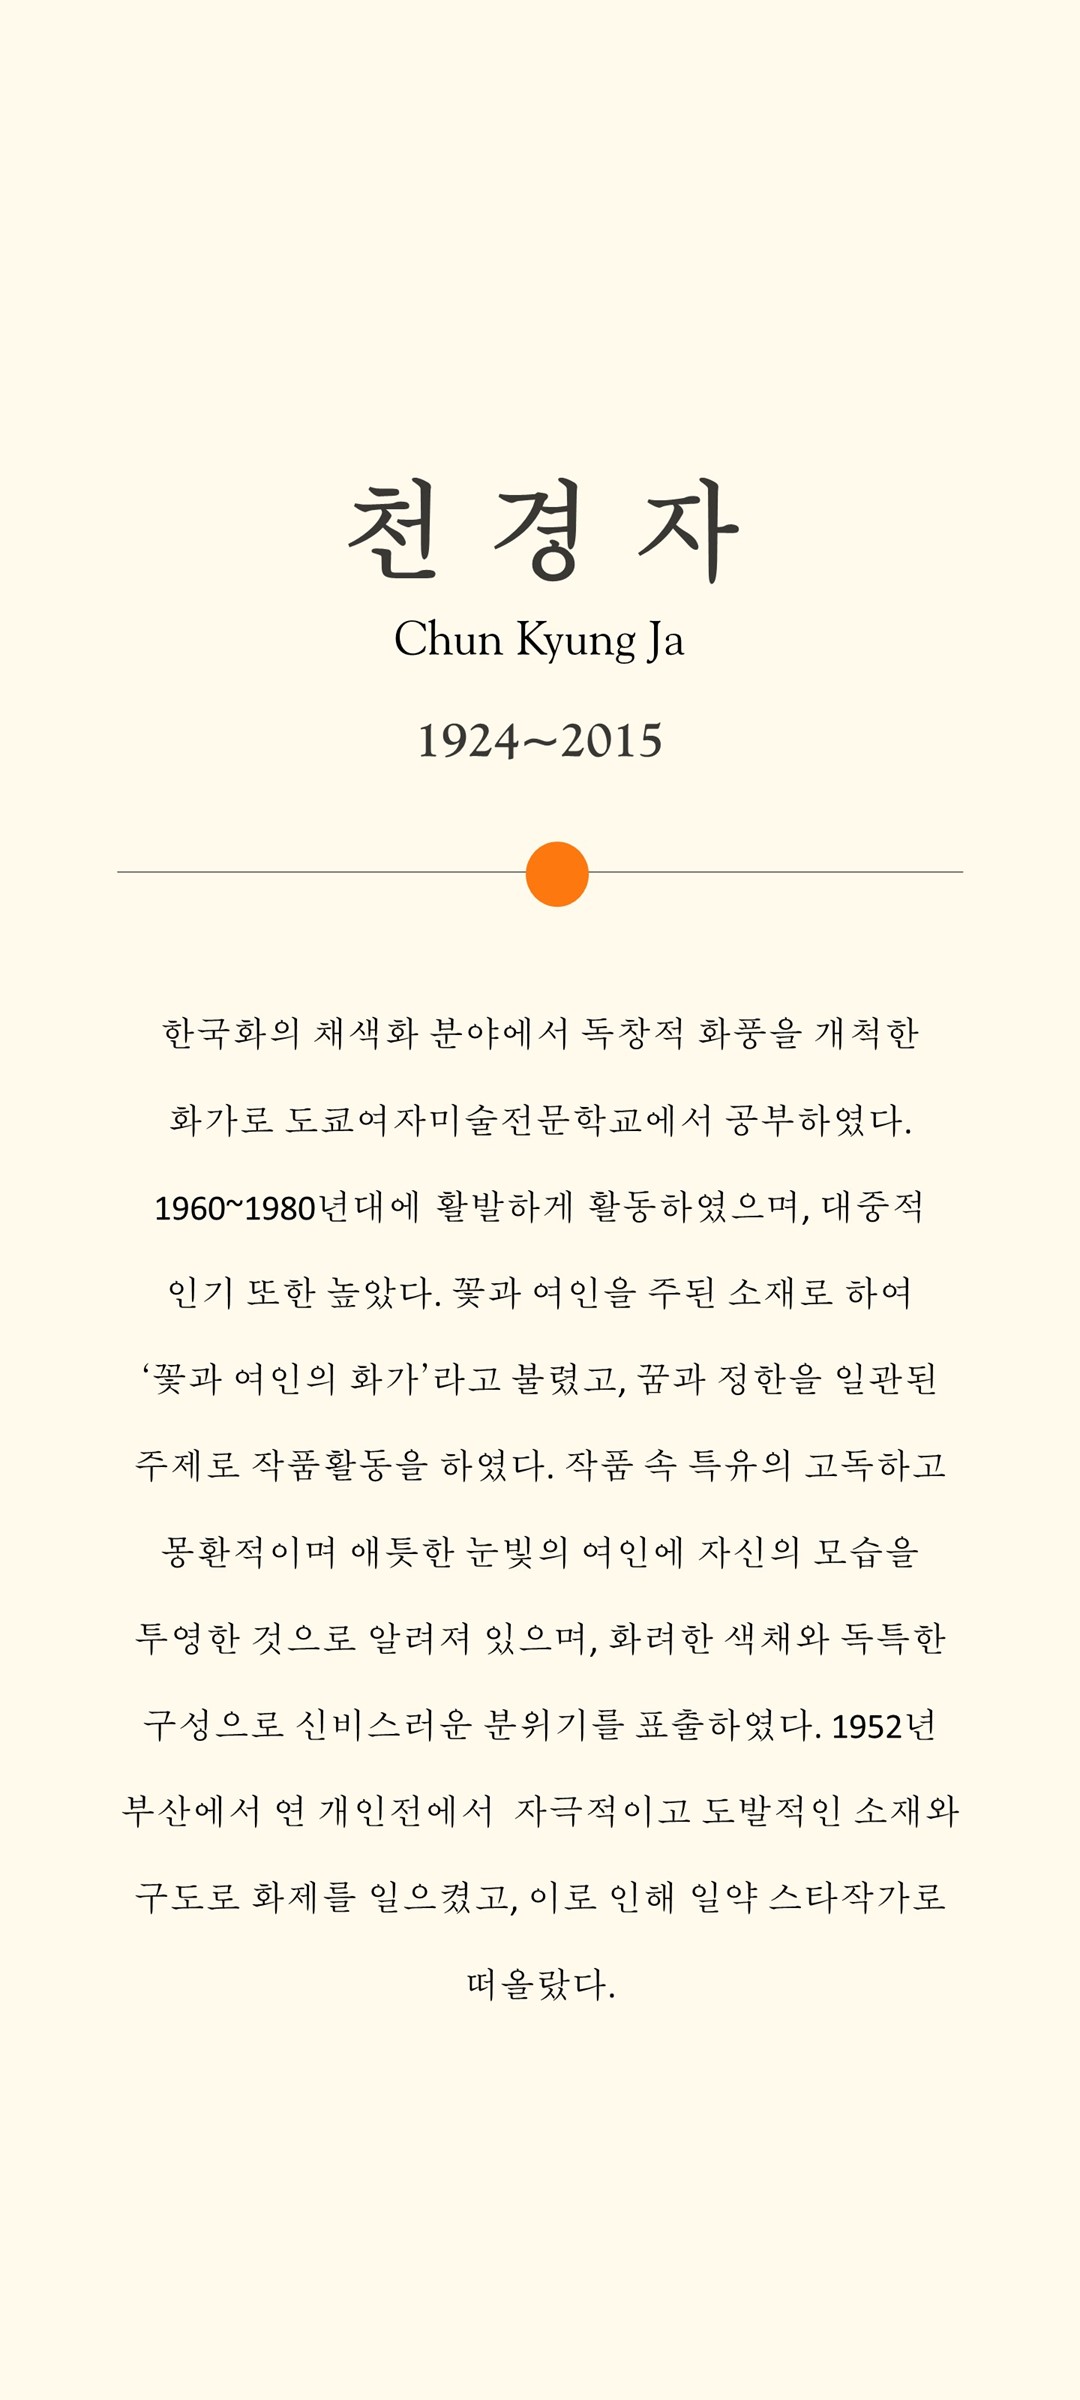 천 경 자
Chun Kyung Ja
1924~2015
한국화의 채색화 분야에서 독창적 화풍을 개척한
화가로 도쿄여자미술전문학교에서 공부하였다.
1960~1980년대에 활발하게 활동하였으며, 대중적
인기 또한 높았다. 꽃과 여인을 주된 소재로 하여
‘꽃과 여인의 화가’라고 불렸고, 꿈과 정한을 일관된
주제로 작품활동을 하였다. 작품 속 특유의 고독하고
몽환적이며 애틋한 눈빛의 여인에 자신의 모습을
투영한 것으로 알려져 있으며, 화려한 색채와 독특한
구성으로 신비스러운 분위기를 표출하였다. 1952년
부산에서 연 개인전에서 자극적이고 도발적인 소재와
구도로 화제를 일으켰고, 이로 인해 일약 스타작가로
떠올랐다.